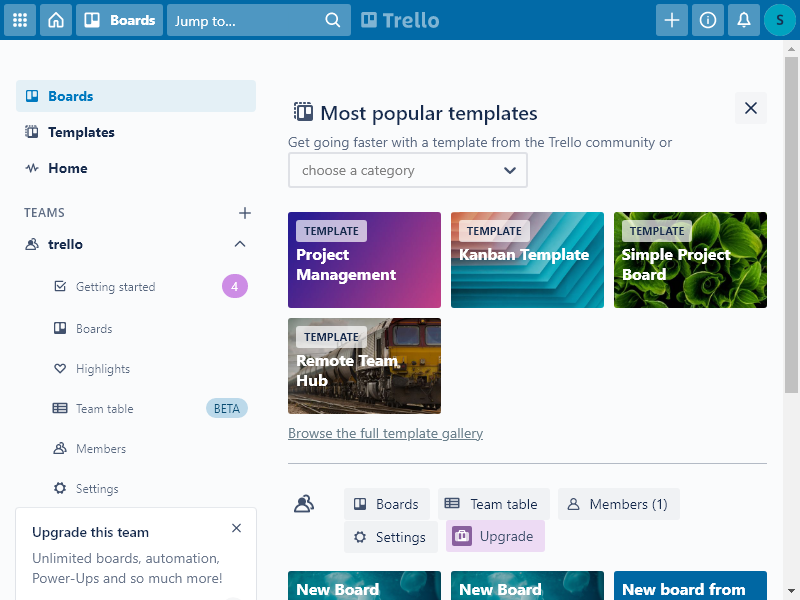 Boards
Jump to...
Trello
S
Boards
Templates
Home
TEAMS
trello
Getting started
4
Boards
Highlights
Team table
BETA
Members
Settings
Upgrade this team
Unlimited boards, automation,
Power-Ups and so much more!
Most popular templates
Get going faster with a template from the Trello community or
choose a category
TEMPLATE
Project
Management
TEMPLATE
Kanban Template
TEMPLATE
Simple Project
Board
TEMPLATE
Remote Team
Hub
Browse the full template gallery
Boards
Team table
Members (1)
Settings
Upgrade
New Board
New Board
New board from